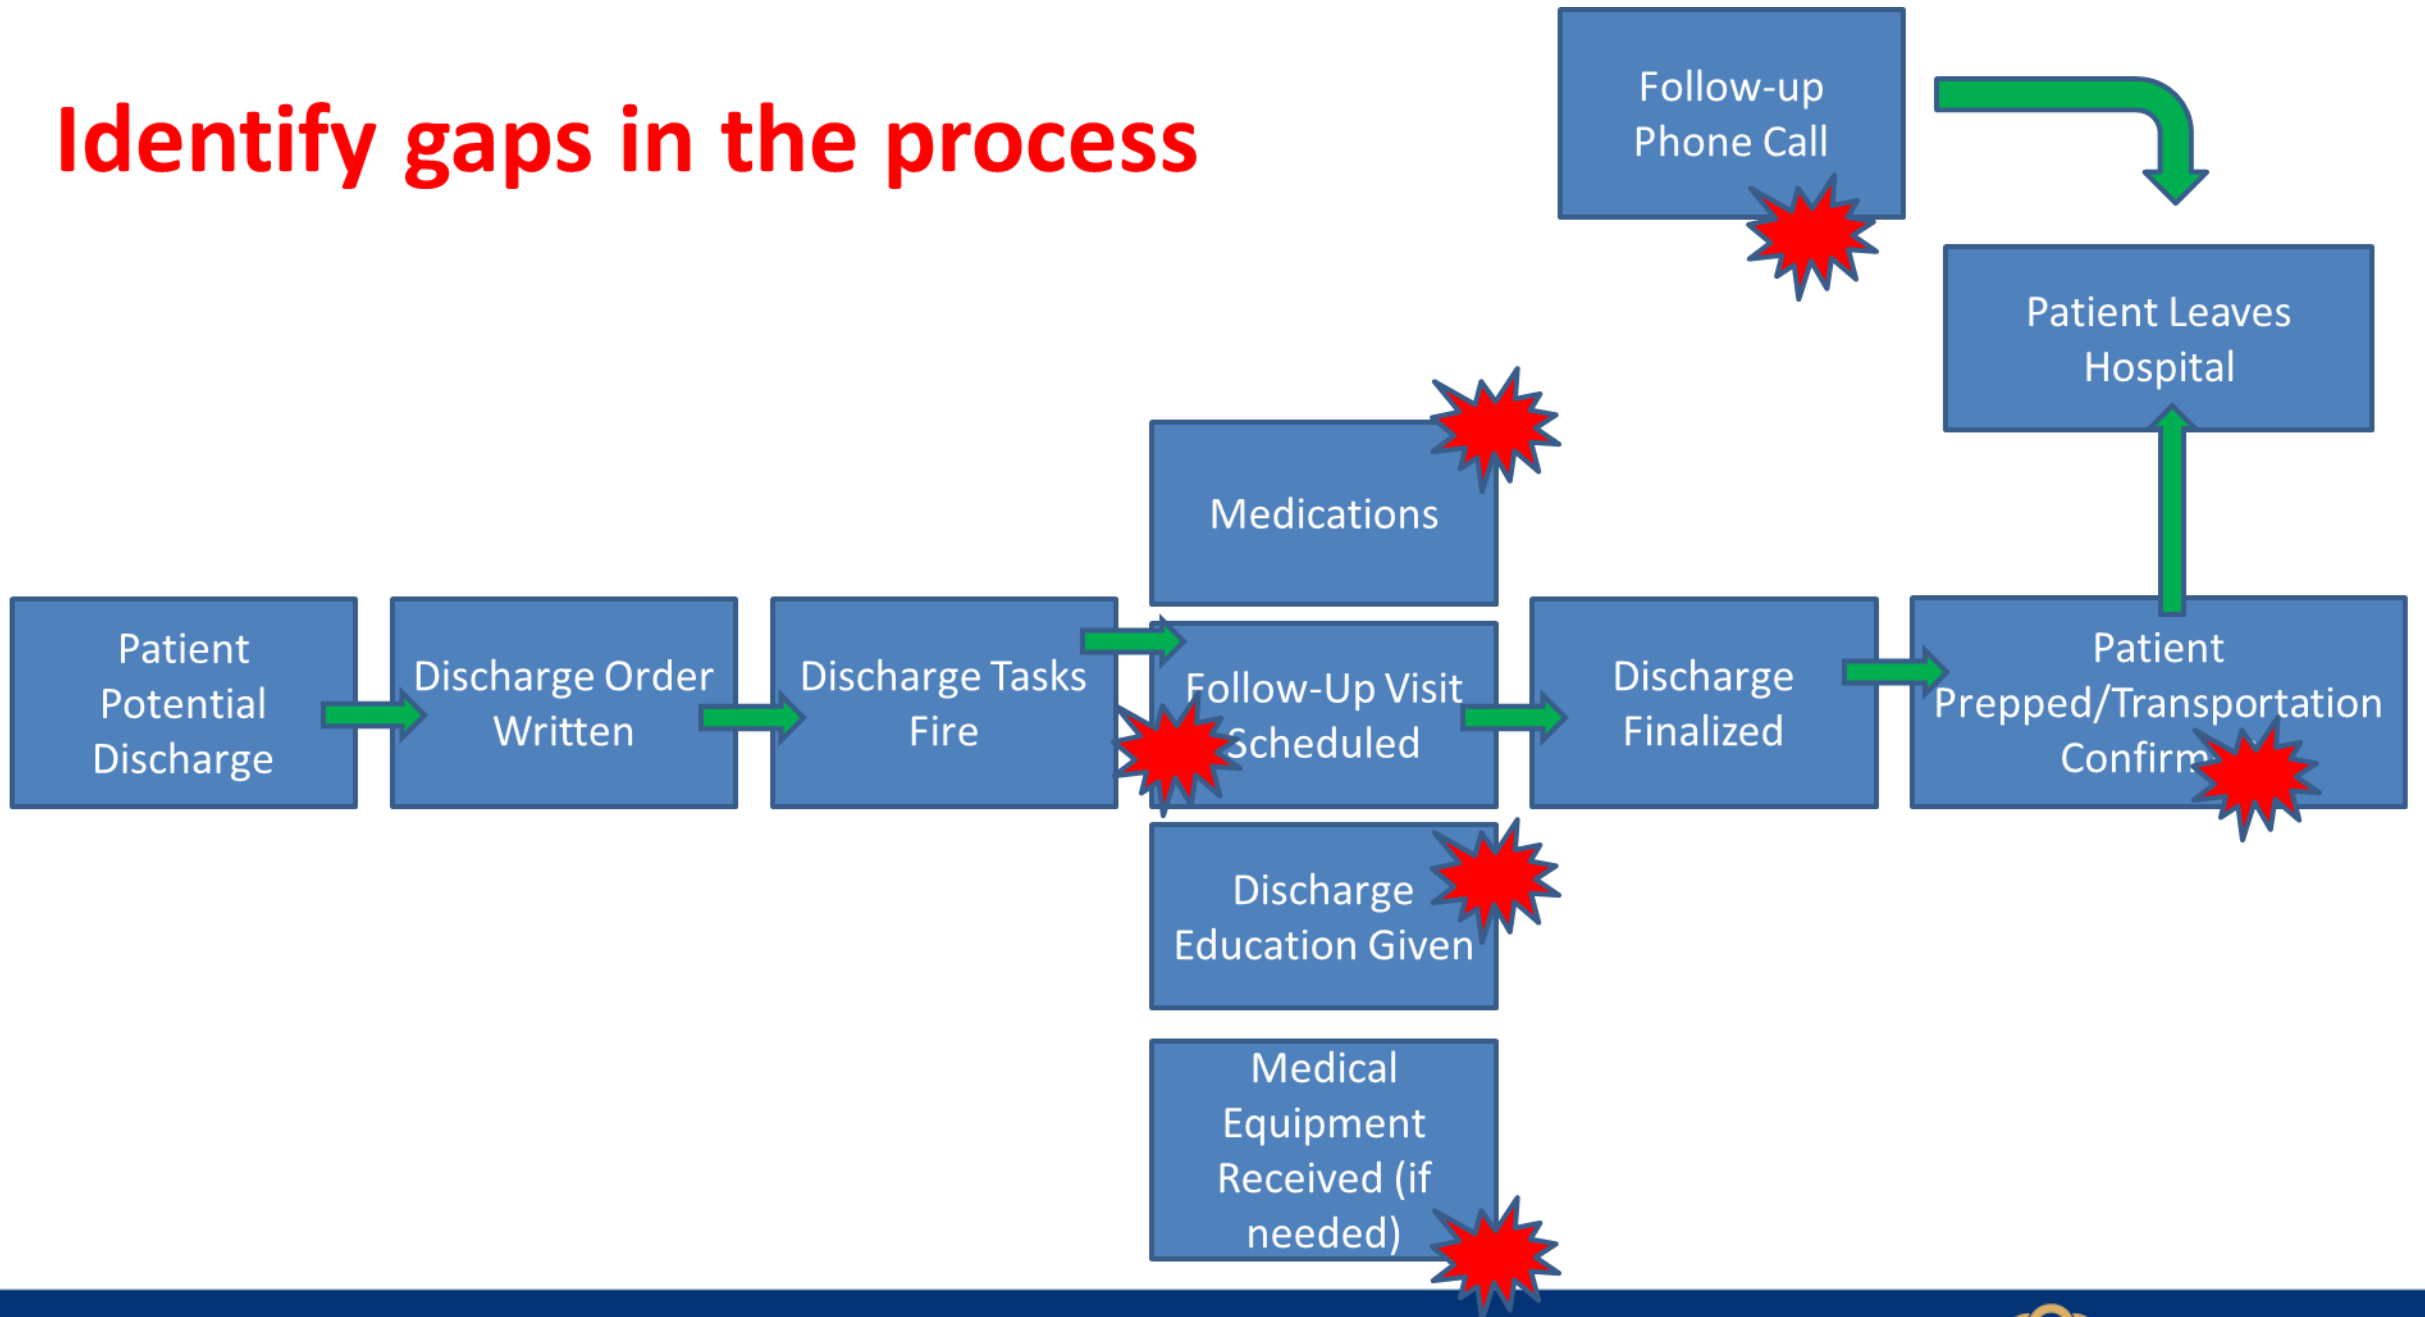 Identify gaps in the process
Follow-up
Phone Call
Patient Leaves
Hospital
Medications
Patient
Potential
Discharge
Discharge Order
Written
Discharge Tasks
Fire
Follow-Up Visit
Scheduled
Discharge
Finalized
Patient
Prepped/Transportation
Confirm
Discharge
Education Given
Medical
Equipment
Received (if
needed)